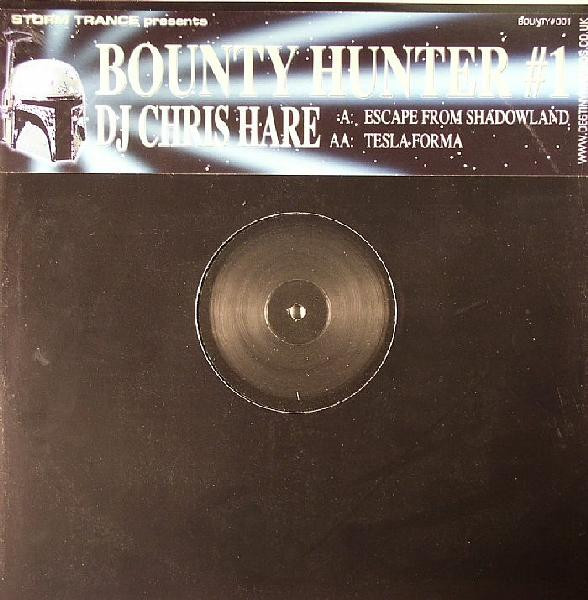 STORM TRANCE presents
BOUNTY#001
BOUNTY HUNTER #1
DJ CHRIS HARE
A: ESCAPE FROM SHADOWLAND
AA: TESLA-FORMA